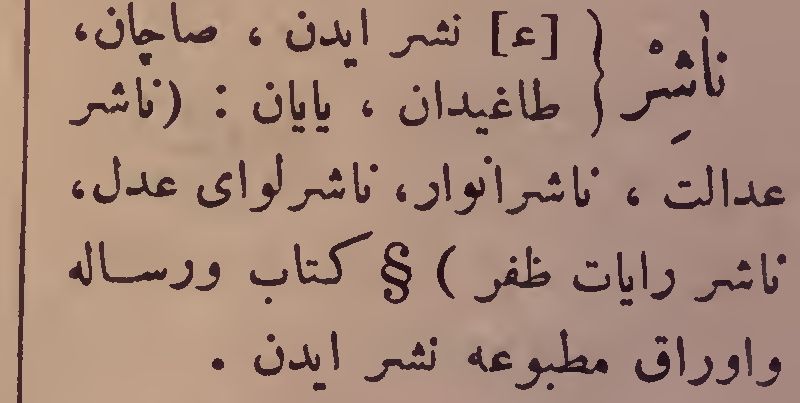 نٰاشِرْ { [ء] نشر ایدن ، صاچان،
طاغیدان ، یایان : (ناشر
عدالت ، ناشرانوار، ناشرلوای عدل،
ناشر رایات ظفر ) § کتاب ورساله
واوراق مطبوعه نشر ایدن .